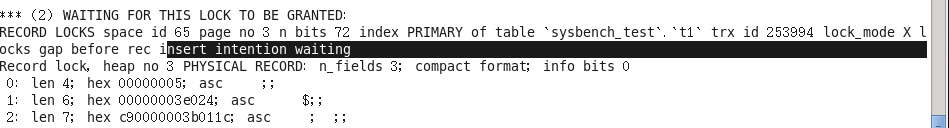 *** (2) WAITING FOR THIS LOCK TO BE GRANTED:
RECORD LOCKS space id 65 page no 3 n bits 72 index PRIMARY of table `sysbench_test`.`t1` trx id 253994 lock_mode X l
ocks gap before rec insert intention waiting
Record lock, heap no 3 PHYSICAL RECORD: n_fields 3; compact format; info bits 0
0: len 4; hex 00000005; asc     ;;
1: len 6; hex 00000003e024; asc      $;;
2: len 7; hex c90000003b011c; asc     ;  ;;